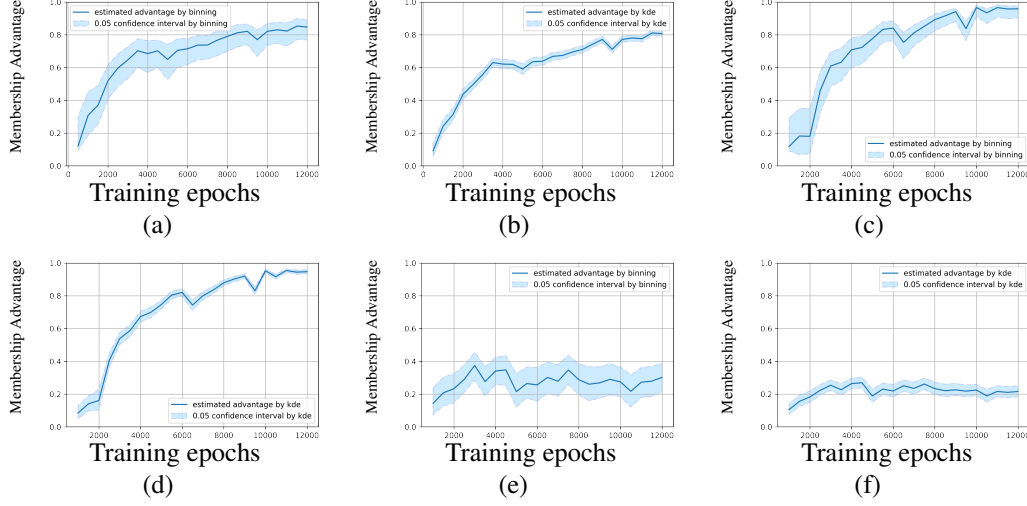 Membership Advantage
1.0
0.8
0.6
0.4
0.2
0.0
estimated advantage by binning
0.05 confidence interval by binning
0 2000 4000 6000 8000 10000 12000
Training epochs
(a)
Membership Advantage
1.0
0.8
0.6
0.4
0.2
0.0
estimated advantage by kde
0.05 confidence interval by kde
0 2000 4000 6000 8000 10000 12000
Training epochs
(b)
Membership Advantage
1.0
0.8
0.6
0.4
0.2
0.0
estimated advantage by binning
0.05 confidence interval by binning
2000 4000 6000 8000 10000 12000
Training epochs
(c)
Membership Advantage
1.0
0.8
0.6
0.4
0.2
0.0
estimated advantage by kde
0.05 confidence interval by kde
2000 4000 6000 8000 10000 12000
Training epochs
(d)
Membership Advantage
1.0
0.8
0.6
0.4
0.2
0.0
estimated advantage by binning
0.05 confidence interval by binning
2000 4000 6000 8000 10000 12000
Training epochs
(e)
Membership Advantage
1.0
0.8
0.6
0.4
0.2
0.0
estimated advantage by kde
0.05 confidence interval by kde
2000 4000 6000 8000 10000 12000
Training epochs
(f)